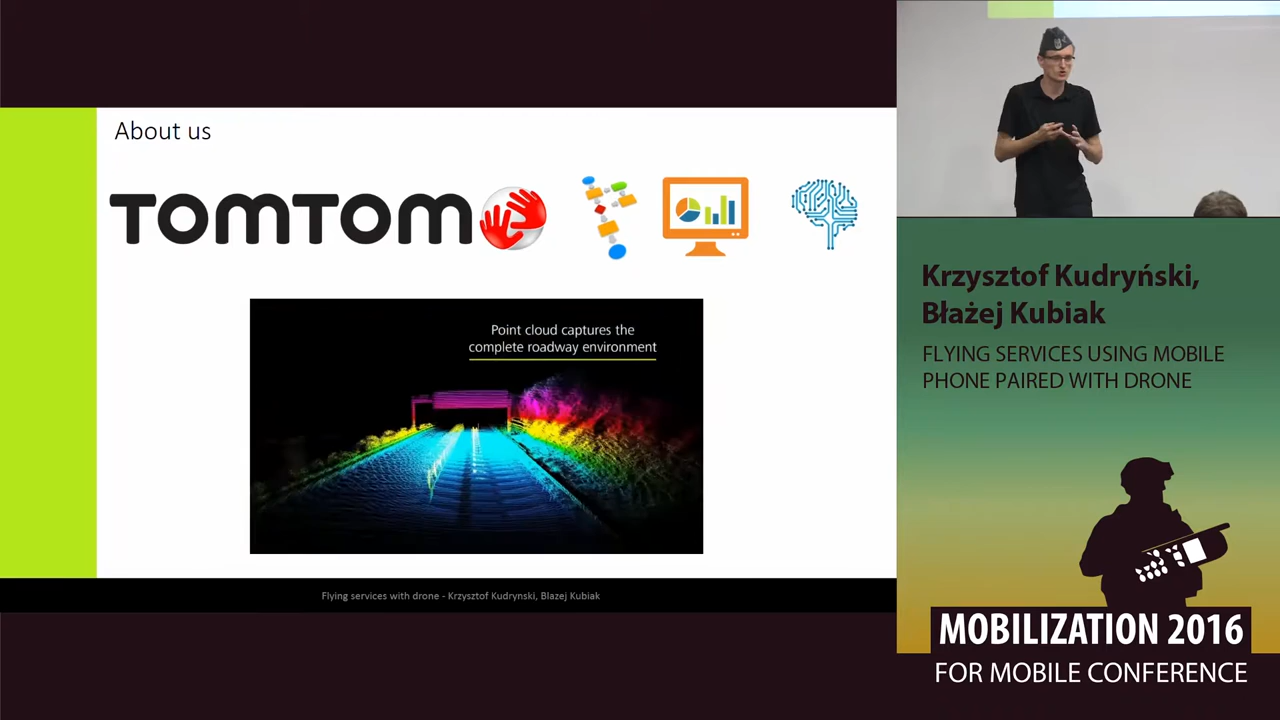 About us
TOMTOM
Point cloud captures the
complete roadway environment
Flying services with drone - Krzysztof Kudrynski, Blazej Kubiak
Krzysztof Kudryński,
Błażej Kubiak
FLYING SERVICES USING MOBILE
PHONE PAIRED WITH DRONE
MOBILIZATION 2016
FOR MOBILE CONFERENCE